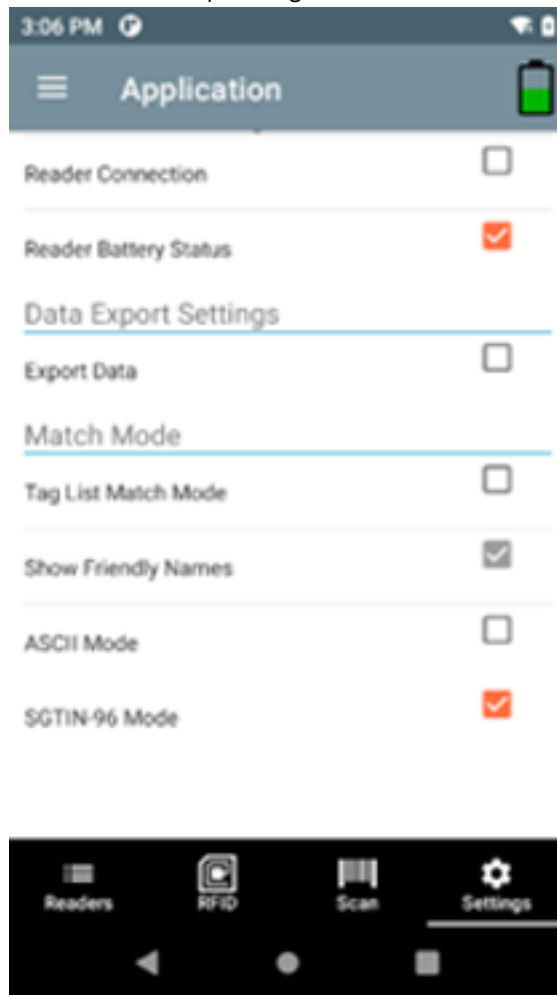 3:06 PM
Application
Reader Connection
Reader Battery Status
Data Export Settings
Export Data
Match Mode
Tag List Match Mode
Show Friendly Names
ASCII Mode
SGTIN-96 Mode
Readers RFID Scan Settings